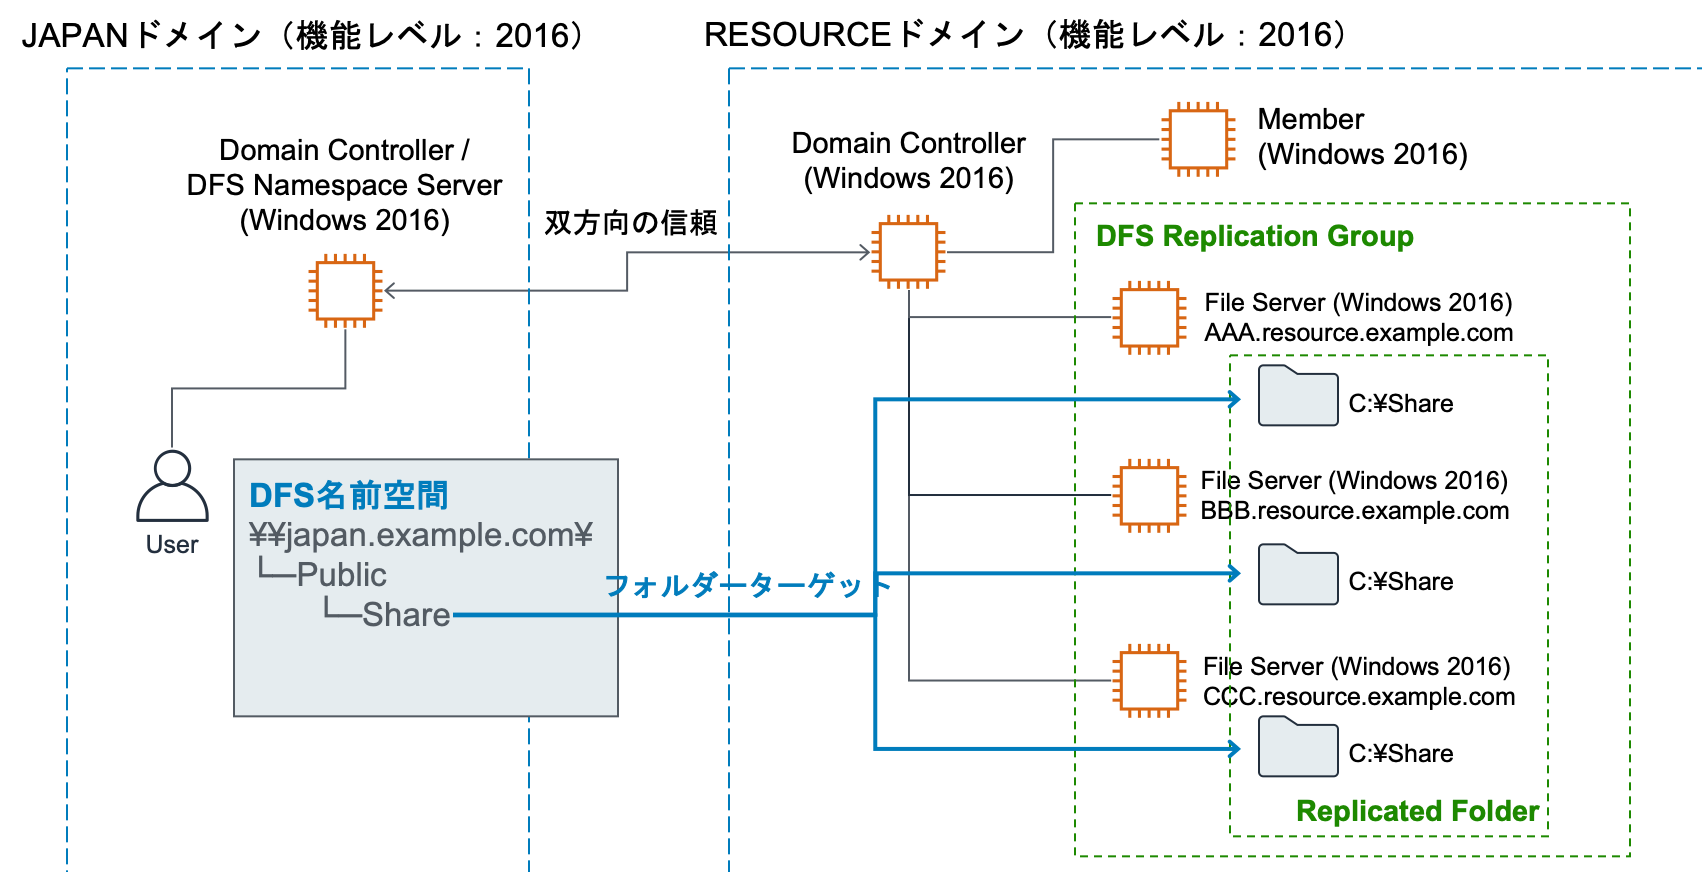 JAPANドメイン（機能レベル：2016）
RESOURCEドメイン（機能レベル：2016）
Domain Controller /
DFS Namespace Server
(Windows 2016)
双方向の信頼
Domain Controller
(Windows 2016)
Member
(Windows 2016)
DFS Replication Group
File Server (Windows 2016)
AAA.resource.example.com
C:¥Share
File Server (Windows 2016)
BBB.resource.example.com
C:¥Share
File Server (Windows 2016)
CCC.resource.example.com
C:¥Share
Replicated Folder
User
DFS名前空間
¥¥japan.example.com¥
└─Public
└─Share
フォルダーターゲット